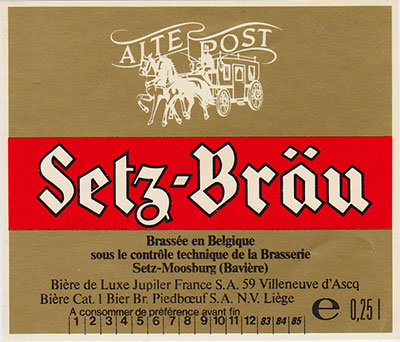 ALTE POST
Setz-Bräu
Brassée en Belgique
sous le contrôle technique de la Brasserie
Setz-Moosburg (Bavière)
Bière de Luxe Jupiler France S.A. 59 Villeneuve d'Ascq
Bière Cat. I Bier Br. Piedbœuf S.A. N.V. Liège
e 0,25 l
A consommer de préférence avant fin
1 2 3 4 5 6 7 8 9 10 11 12 83 84 85